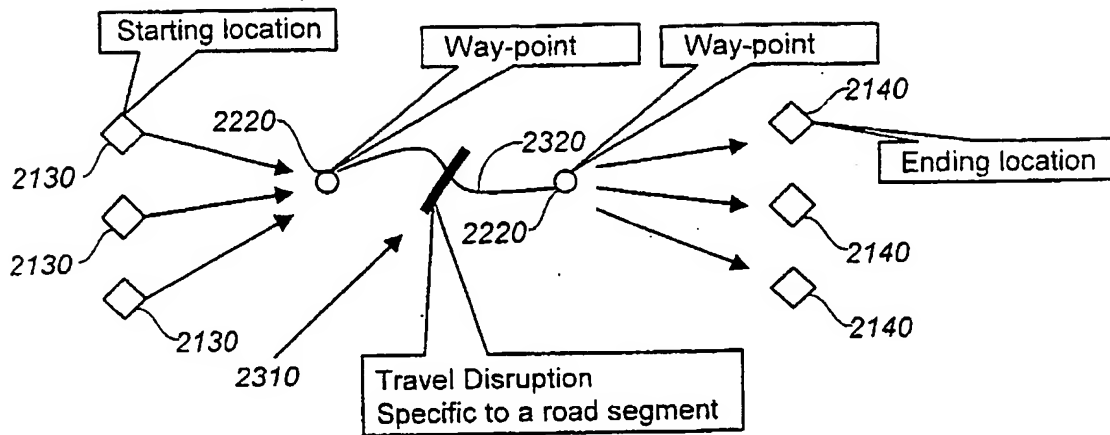 Starting location
Way-point
Way-point
2140
2220
2320
2130
Ending location
2220
2130
2140
2130
2310
2140
Travel Disruption
Specific to a road segment